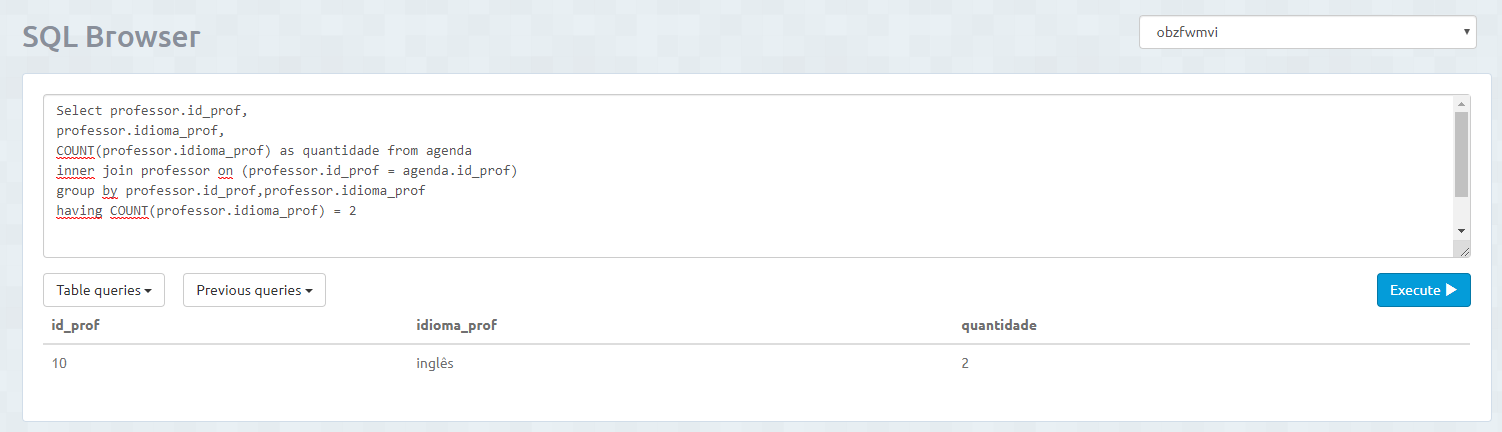 SQL Browser
obzfwmvi
Select professor.id_prof,
professor.idioma_prof,
COUNT(professor.idioma_prof) as quantidade from agenda
inner join professor on (professor.id_prof = agenda.id_prof)
group by professor.id_prof,professor.idioma_prof
having COUNT(professor.idioma_prof) = 2
Table queries Previous queries Execute
id_prof idioma_prof quantidade
10 inglês 2